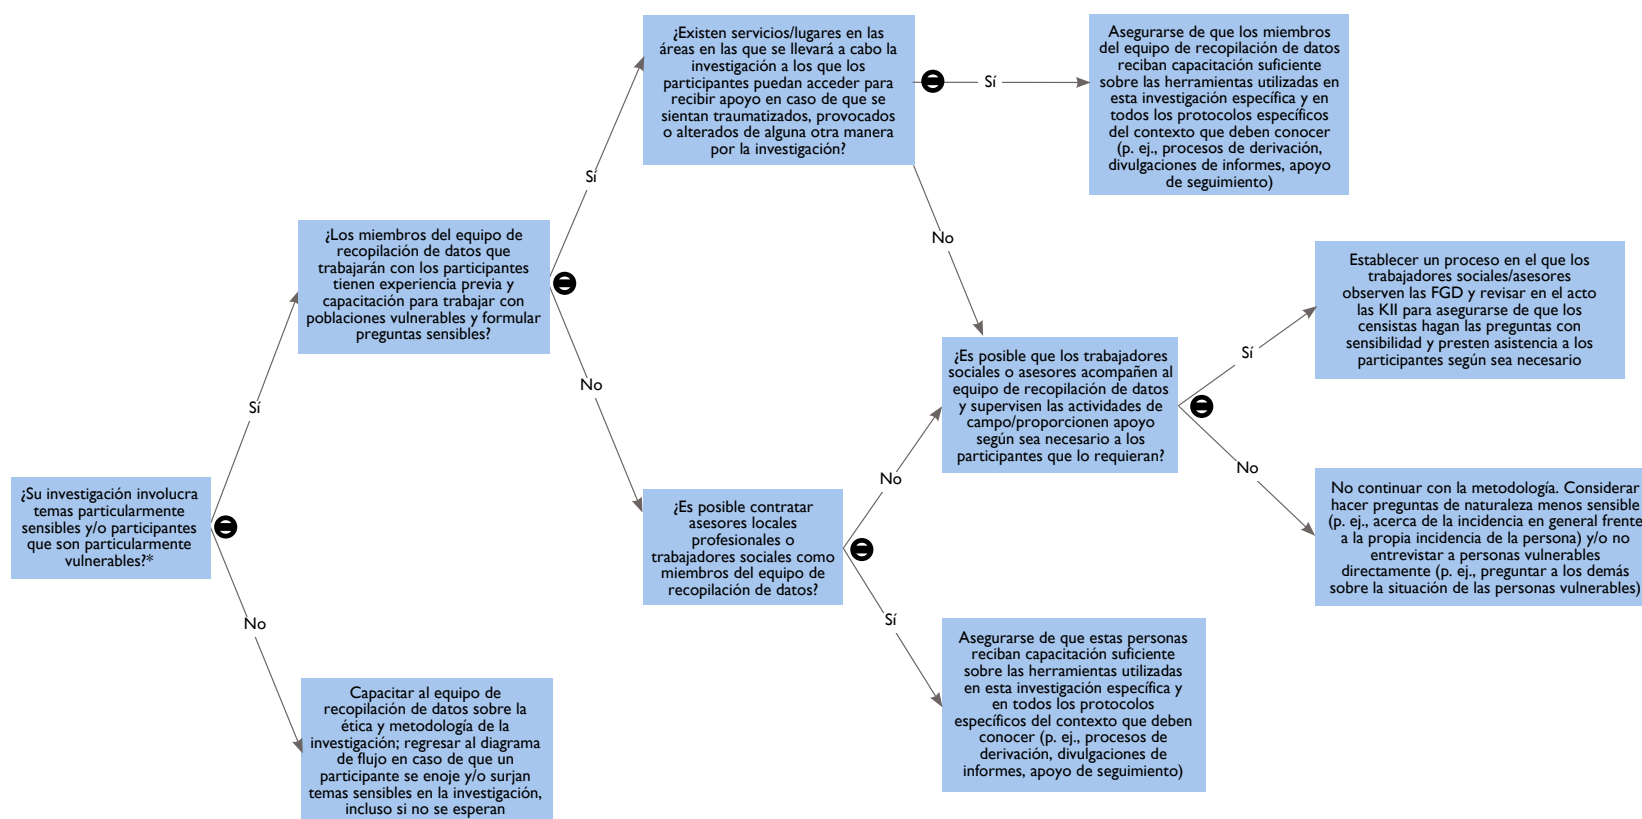 ¿Su investigación involucra
temas particularmente
sensibles y/o participantes
que son particularmente
vulnerables?*
Sí
No
¿Los miembros del equipo de
recopilación de datos que
trabajarán con los participantes
tienen experiencia previa y
capacitación para trabajar con
poblaciones vulnerables y formular
preguntas sensibles?
Capacitar al equipo de
recopilación de datos sobre la
ética y metodología de la
investigación; regresar al diagrama
de flujo en caso de que un
participante se enoje y/o surjan
temas sensibles en la investigación,
incluso si no se esperan
Sí
No
¿Existen servicios/lugares en las
áreas en las que se llevará a cabo la
investigación a los que los
participantes puedan acceder para
recibir apoyo en caso de que se
sientan traumatizados, provocados
o alterados de alguna otra manera
por la investigación?
¿Es posible contratar
asesores locales
profesionales o
trabajadores sociales como
miembros del equipo de
recopilación de datos?
Sí
No
No
Sí
Asegurarse de que los miembros
del equipo de recopilación de datos
reciban capacitación suficiente
sobre las herramientas utilizadas en
esta investigación específica y en
todos los protocolos específicos
del contexto que deben conocer
(p. ej., procesos de derivación,
divulgaciones de informes, apoyo
de seguimiento)
¿Es posible que los trabajadores
sociales o asesores acompañen al
equipo de recopilación de datos
y supervisen las actividades de
campo/proporcionen apoyo
según sea necesario a los
participantes que lo requieran?
Asegurarse de que estas personas
reciban capacitación suficiente
sobre las herramientas utilizadas
en esta investigación específica y
en todos los protocolos
específicos del contexto que deben
conocer (p. ej., procesos de
derivación, divulgaciones de
informes, apoyo de seguimiento)
Sí
No
Establecer un proceso en el que los
trabajadores sociales/asesores
observen las FGD y revisar en el acto
las KII para asegurarse de que los
censistas hagan las preguntas con
sensibilidad y presten asistencia a los
participantes según sea necesario
No continuar con la metodología. Considerar
hacer preguntas de naturaleza menos sensible
(p. ej., acerca de la incidencia en general frente
a la propia incidencia de la persona) y/o no
entrevistar a personas vulnerables
directamente (p. ej., preguntar a los demás
sobre la situación de las personas vulnerables)